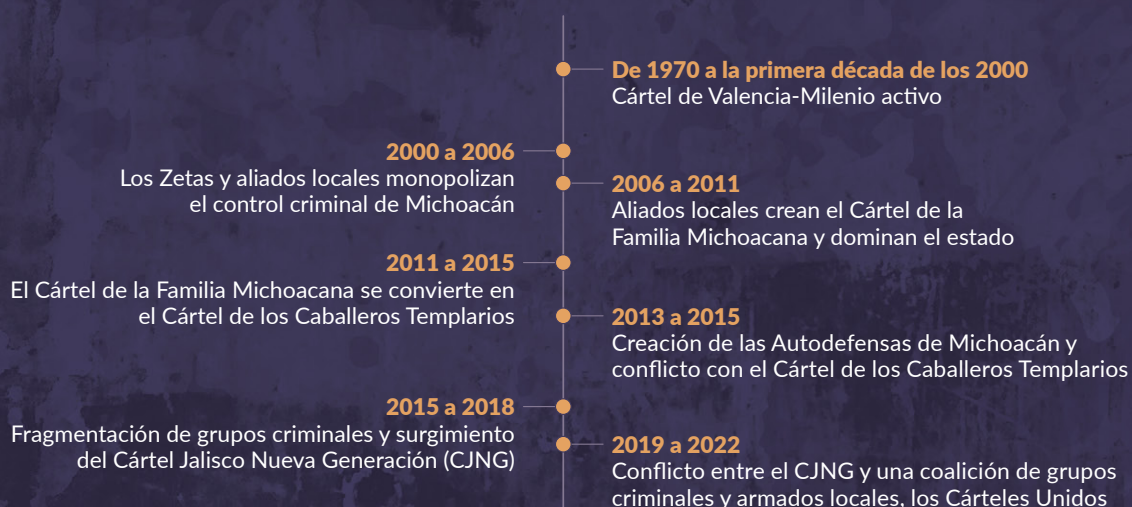 De 1970 a la primera década de los 2000
Cártel de Valencia-Milenio activo
2000 a 2006
Los Zetas y aliados locales monopolizan
el control criminal de Michoacán
2006 a 2011
Aliados locales crean el Cártel de la
Familia Michoacana y dominan el estado
2011 a 2015
El Cártel de la Familia Michoacana se convierte en
el Cártel de los Caballeros Templarios
2013 a 2015
Creación de las Autodefensas de Michoacán y
conflicto con el Cártel de los Caballeros Templarios
2015 a 2018
Fragmentación de grupos criminales y surgimiento
del Cártel Jalisco Nueva Generación (CJNG)
2019 a 2022
Conflicto entre el CJNG y una coalición de grupos
criminales y armados locales, los Cárteles Unidos